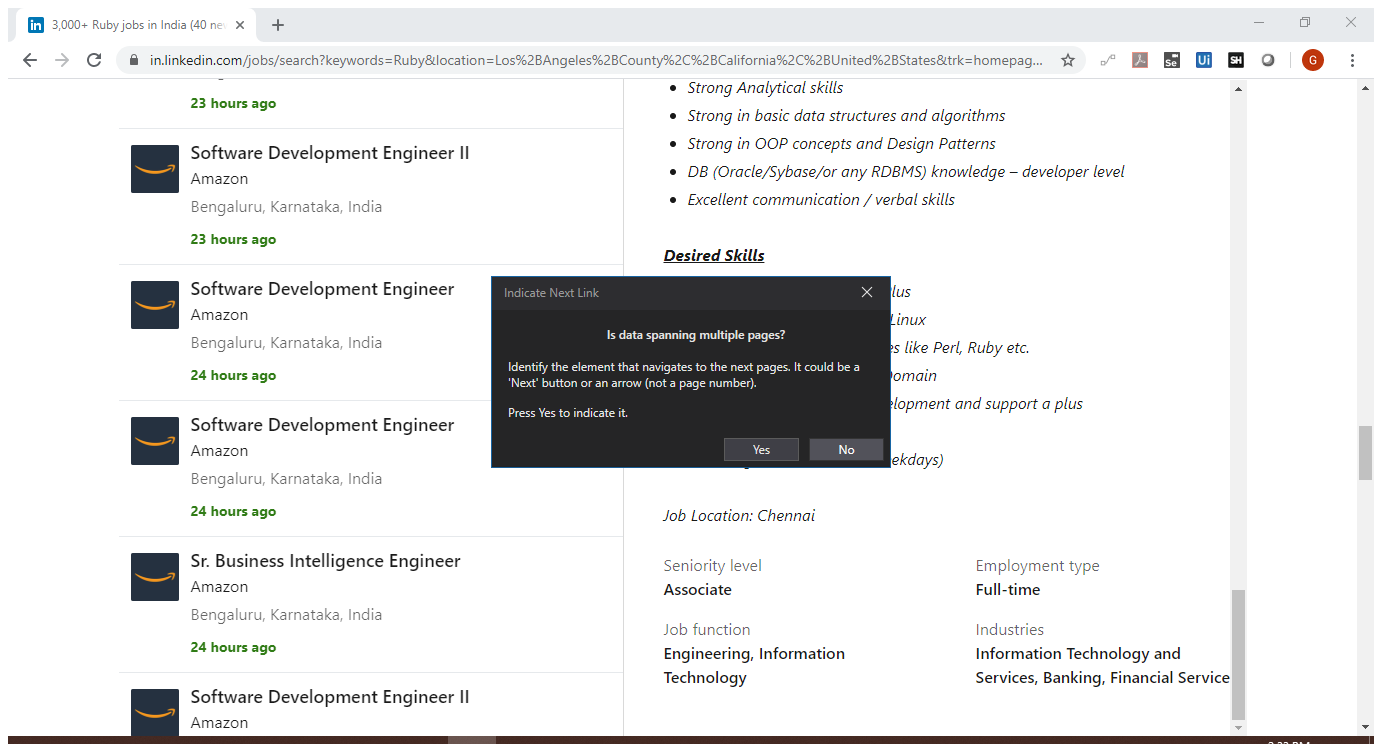 in 3,000+ Ruby jobs in India (40 ne
in.linkedin.com/jobs/search?keywords=Ruby&location=Los%2BAngeles%2BCounty%2C%2BCalifornia%2C%2BUnited%2BStates&trk=homepag...
Se
Ui
SH
G
23 hours ago
Software Development Engineer II
Amazon
Bengaluru, Karnataka, India
23 hours ago
Software Development Engineer
Amazon
Bengaluru, Karnataka, India
24 hours ago
Software Development Engineer
Amazon
Bengaluru, Karnataka, India
24 hours ago
Sr. Business Intelligence Engineer
Amazon
Bengaluru, Karnataka, India
24 hours ago
Software Development Engineer II
Amazon
Strong Analytical skills
Strong in basic data structures and algorithms
Strong in OOP concepts and Design Patterns
DB (Oracle/Sybase/or any RDBMS) knowledge – developer level
Excellent communication / verbal skills
Desired Skills
lus
Linux
s like Perl, Ruby etc.
omain
elopment and support a plus
ekdays)
Job Location: Chennai
Seniority level
Associate
Employment type
Full-time
Job function
Engineering, Information
Technology
Industries
Information Technology and
Services, Banking, Financial Service
Indicate Next Link
Is data spanning multiple pages?
Identify the element that navigates to the next pages. It could be a
'Next' button or an arrow (not a page number).
Press Yes to indicate it.
Yes
No